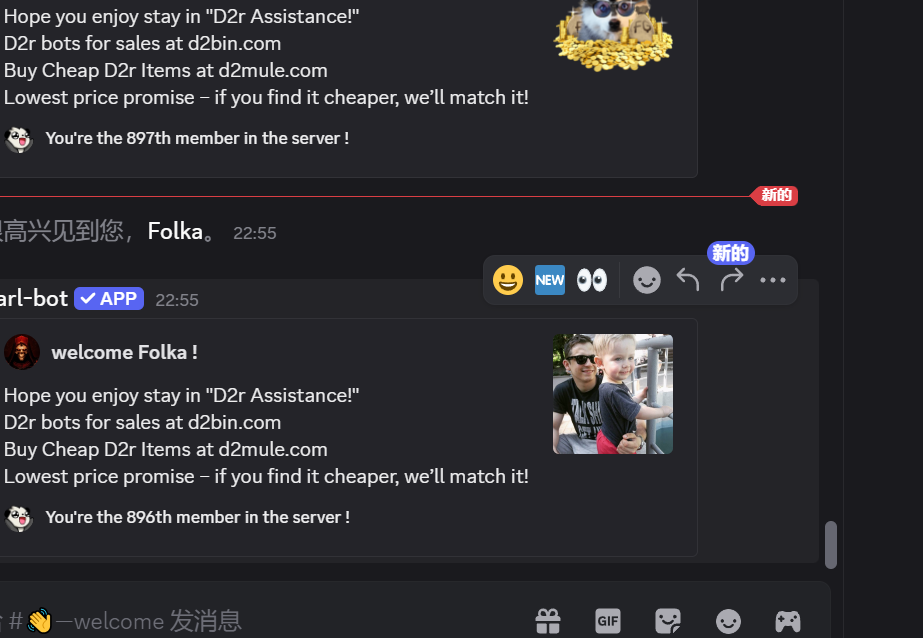 Hope you enjoy stay in "D2r Assistance!"
D2r bots for sales at d2bin.com
Buy Cheap D2r Items at d2mule.com
Lowest price promise – if you find it cheaper, we’ll match it!
You're the 897th member in the server !
新的
高兴见到您，Folka。 22:55
新的
NEW
arl-bot ✓ APP 22:55
welcome Folka !
Hope you enjoy stay in "D2r Assistance!"
D2r bots for sales at d2bin.com
Buy Cheap D2r Items at d2mule.com
Lowest price promise – if you find it cheaper, we’ll match it!
You're the 896th member in the server !
#👋—welcome 发消息
GIF